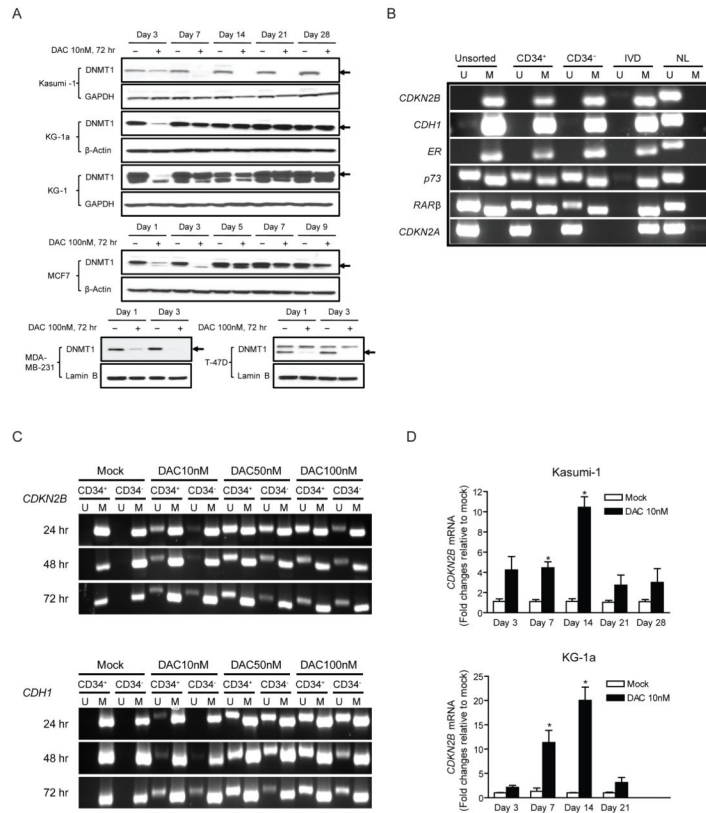 A
Day 3 Day 7 Day 14 Day 21 Day 28
DAC 10nM, 72 hr – + – + – + – + – +
DNMT1
Kasumi -1
GAPDH
DNMT1
KG-1a
β-Actin
DNMT1
KG-1
GAPDH
Day 1 Day 3 Day 5 Day 7 Day 9
DAC 100nM, 72 hr – + – + – + – + – +
DNMT1
MCF7
β-Actin
Day 1 Day 3
DAC 100nM, 72 hr – + – +
DNMT1
MDA-
MB-231
Lamin B
Day 1 Day 3
DAC 100nM, 72 hr – + – +
DNMT1
T-47D
Lamin B
B
Unsorted CD34+ CD34– IVD NL
U M U M U M U M U M
CDKN2B
CDH1
ER
p73
RARβ
CDKN2A
C
Mock DAC10nM DAC50nM DAC100nM
CDKN2B
CD34+ CD34- CD34+ CD34- CD34+ CD34- CD34+ CD34-
U M U M U M U M U M U M U M U M
24 hr
48 hr
72 hr
Mock DAC10nM DAC50nM DAC100nM
CDH1
CD34+ CD34- CD34+ CD34- CD34+ CD34- CD34+ CD34-
U M U M U M U M U M U M U M U M
24 hr
48 hr
72 hr
D
Kasumi-1
CDKN2B mRNA
(Fold changes relative to mock)
12
10
8
6
4
2
0
Mock
DAC 10nM
* *
Day 3 Day 7 Day 14 Day 21 Day 28
KG-1a
CDKN2B mRNA
(Fold changes relative to mock)
25
20
15
10
5
0
Mock
DAC 10nM
* *
Day 3 Day 7 Day 14 Day 21